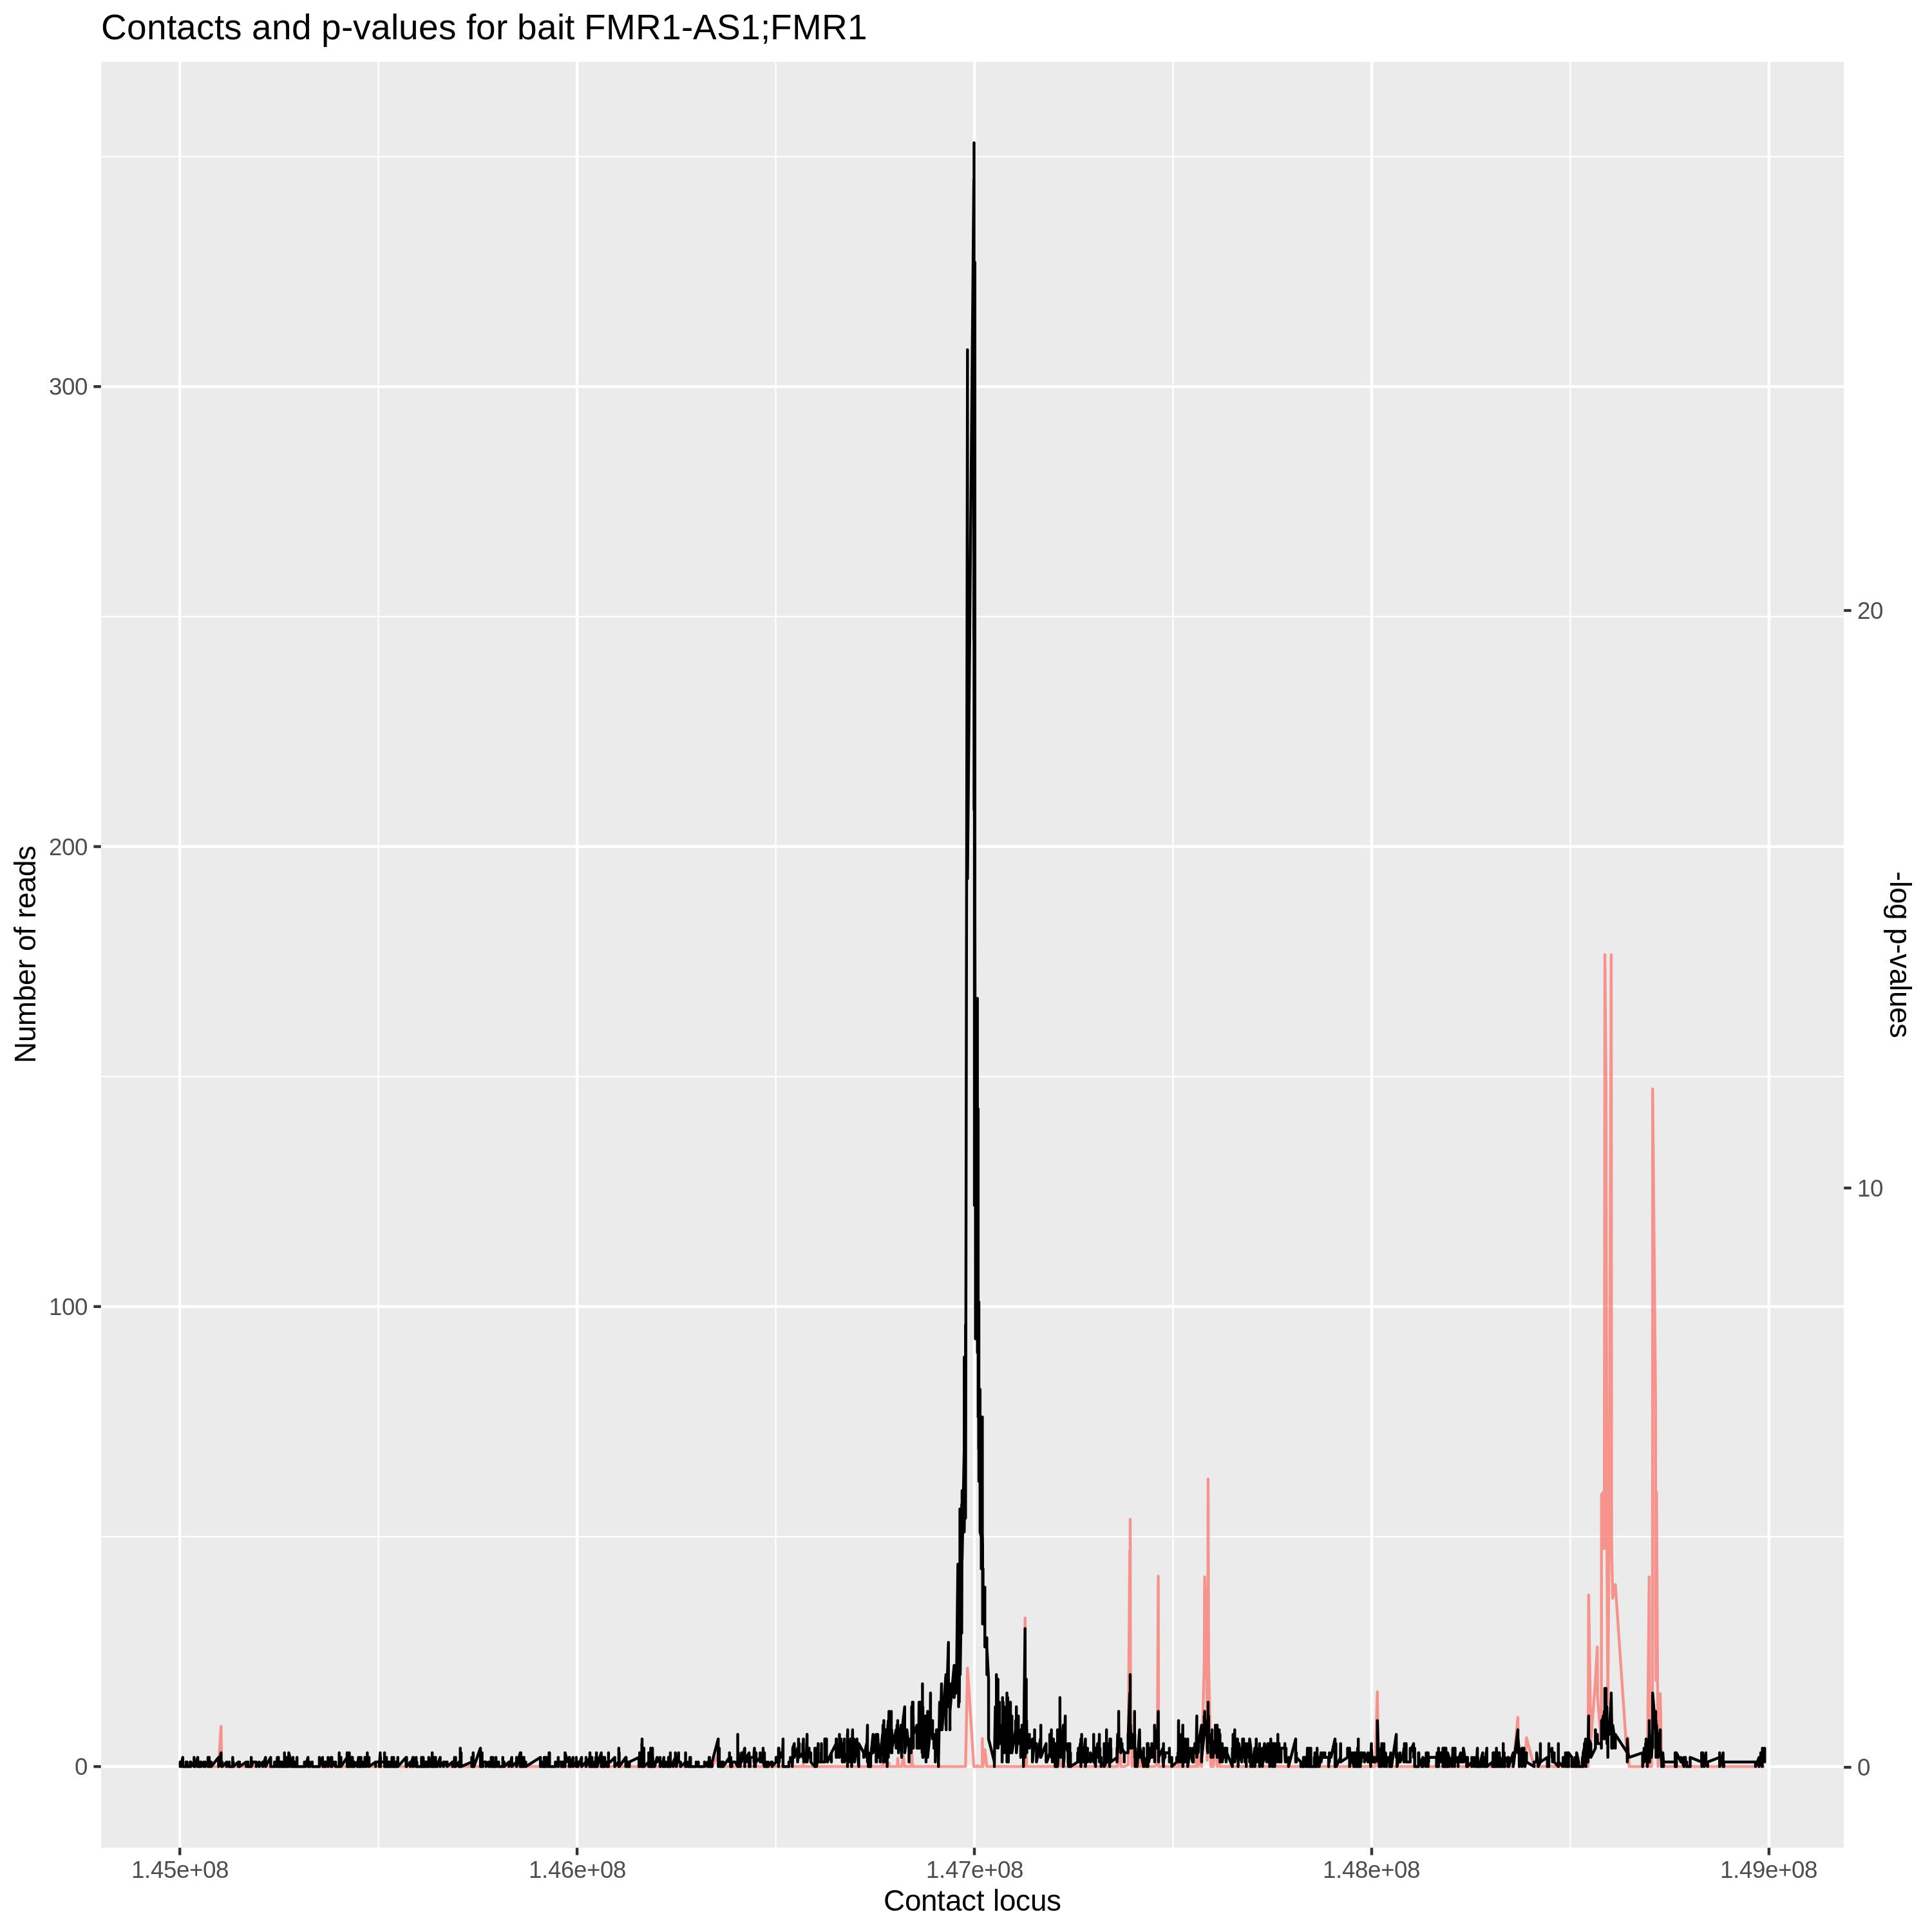 Contacts and p-values for bait FMR1-AS1;FMR1
300
200
100
0
Number of reads
20
10
0
-log p-values
1.45e+08 1.46e+08 1.47e+08 1.48e+08 1.49e+08
Contact locus